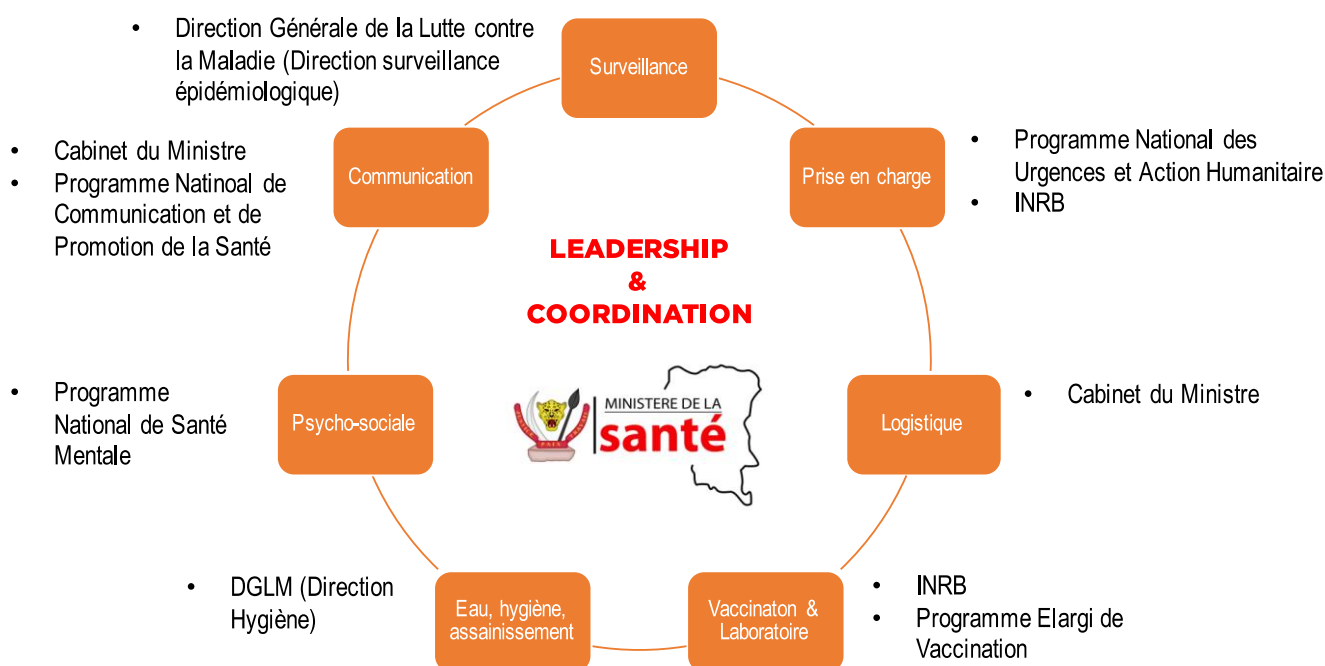 • Direction Générale de la Lutte contre
la Maladie (Direction surveillance
épidémiologique)
Surveillance
• Cabinet du Ministre
• Programme Natinoal de
Communication et de
Promotion de la Santé
Communication
Prise en charge
• Programme National des
Urgences et Action Humanitaire
• INRB
LEADERSHIP
&
COORDINATION
• Programme
National de Santé
Mentale
Psycho-sociale
MINISTERE DE LA
santé
Logistique
• Cabinet du Ministre
• DGLM (Direction
Hygiène)
Eau, hygiène,
assainissement
Vaccinaton &
Laboratoire
• INRB
• Programme Elargi de
Vaccination